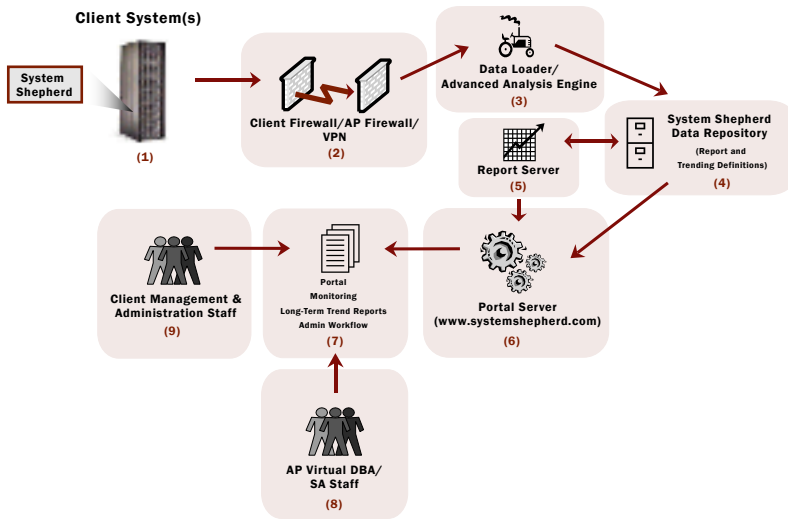 Client System(s)
System
Shepherd
(1)
Client Firewall/AP Firewall/
VPN
(2)
Data Loader/
Advanced Analysis Engine
(3)
System Shepherd
Data Repository
(Report and
Trending Definitions)
(4)
Report Server
(5)
Portal Server
(www.systemshepherd.com)
(6)
Portal
Monitoring
Long-Term Trend Reports
Admin Workflow
(7)
AP Virtual DBA/
SA Staff
(8)
Client Management &
Administration Staff
(9)